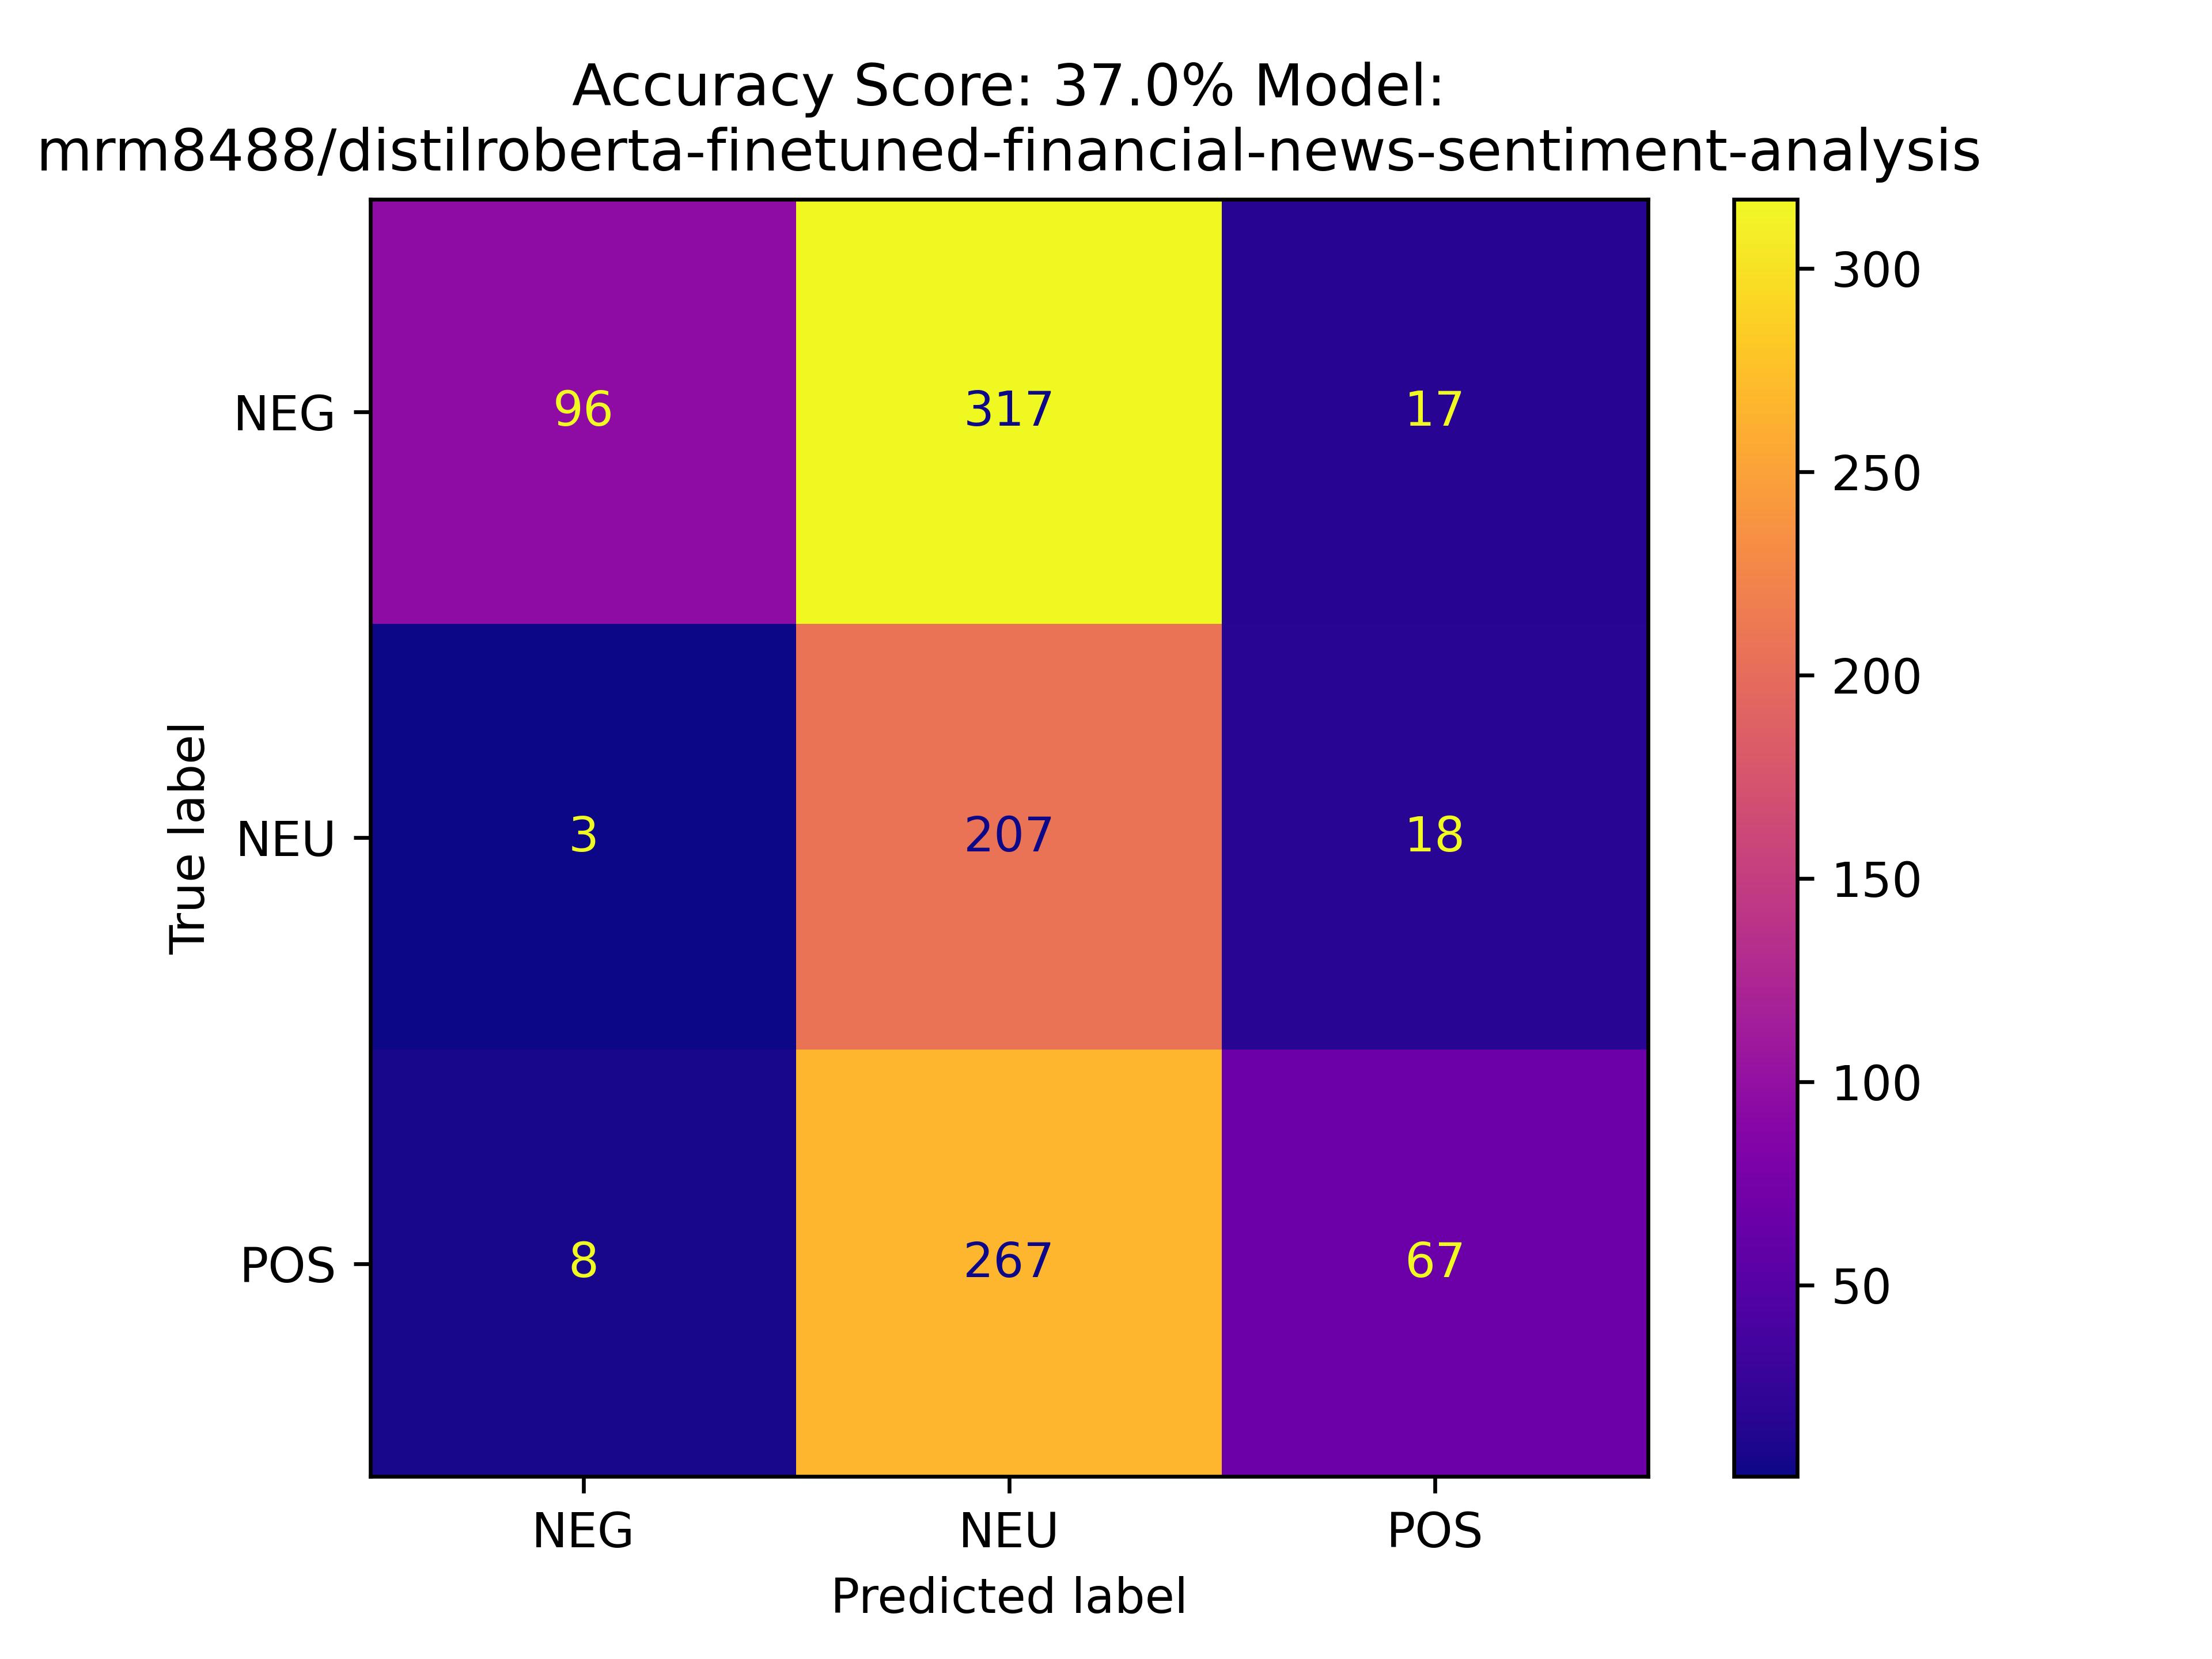 Accuracy Score: 37.0% Model:
mrm8488/distilroberta-finetuned-financial-news-sentiment-analysis
NEG
96
317
17
NEU
3
207
18
POS
8
267
67
True label
NEG
NEU
POS
Predicted label
300
250
200
150
100
50